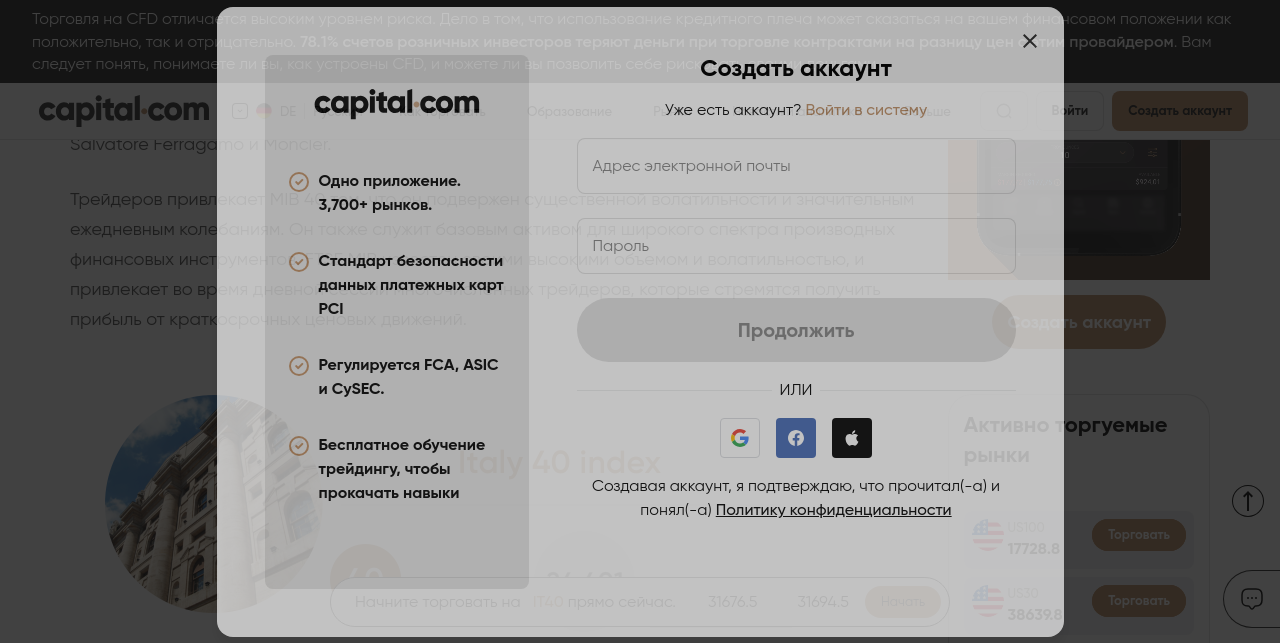 Торговля на CFD отличается высоким уровнем риска. Дело в том, что использование кредитного плеча может сказаться на вашем финансовом положении как
положительно, так и отрицательно. 78.1% счетов розничных инвесторов теряют деньги при торговле контрактами на разницу цен с этим провайдером. Вам
следует понять, понимаете ли вы, как устроены CFD, и можете ли вы позволить себе риск
capital.com
DE
Образование
Войти
Создать аккаунт
Salvatore Ferragamo и Moncler.
Трейдеров привлекает MIB 40
подвержен существенной волатильности и значительным
ежедневным колебаниям. Он также служит базовым активом для широкого спектра производных
финансовых инструментов
высокими объемом и волатильностью, и
привлекает во время дневной
трейдеров, которые стремятся получить
прибыль от краткосрочных ценовых движений.
Создать аккаунт
capital.com
Одно приложение.
3,700+ рынков.
Стандарт безопасности
данных платежных карт
PCI
Регулируется FCA, ASIC
и CySEC.
Бесплатное обучение
трейдингу, чтобы
прокачать навыки
Создать аккаунт
Уже есть аккаунт? Войти в систему
Адрес электронной почты
Пароль
Продолжить
ИЛИ
Создавая аккаунт, я подтверждаю, что прочитал(-а) и
понял(-а) Политику конфиденциальности
Italy 40 index
Активно торгуемые
рынки
US100
17728.8
Торговать
US30
38639.8
Торговать
Начните торговать на IT40 прямо сейчас.
31676.5
31694.5
Начать